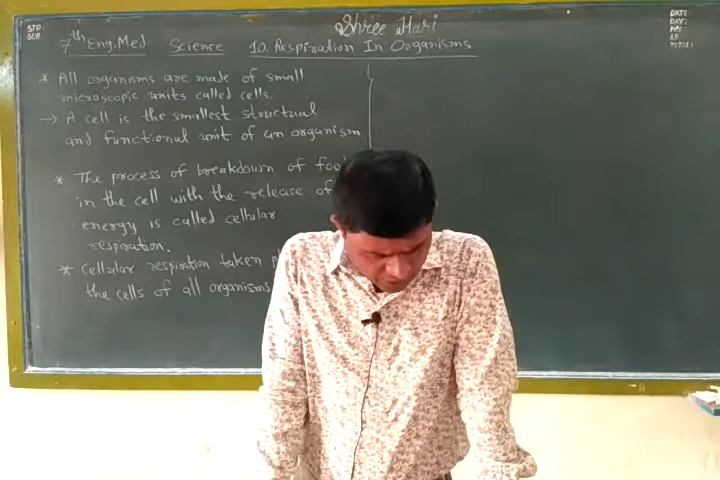 STD:
SUB
Shree Hari
DATE:
DAY:
PR:
AB
TOTAL:
7th Eng. Med Science 10. Respiration In Organisms
* All organisms are made of small
microscopic units called cells.
→ A cell is the smallest structual
and functional unit of an organism
* The process of breakdown of foo
in the cell with the release of
energy is called cellular
respiration.
* Cellular respiration taken p
the cells of all organisms